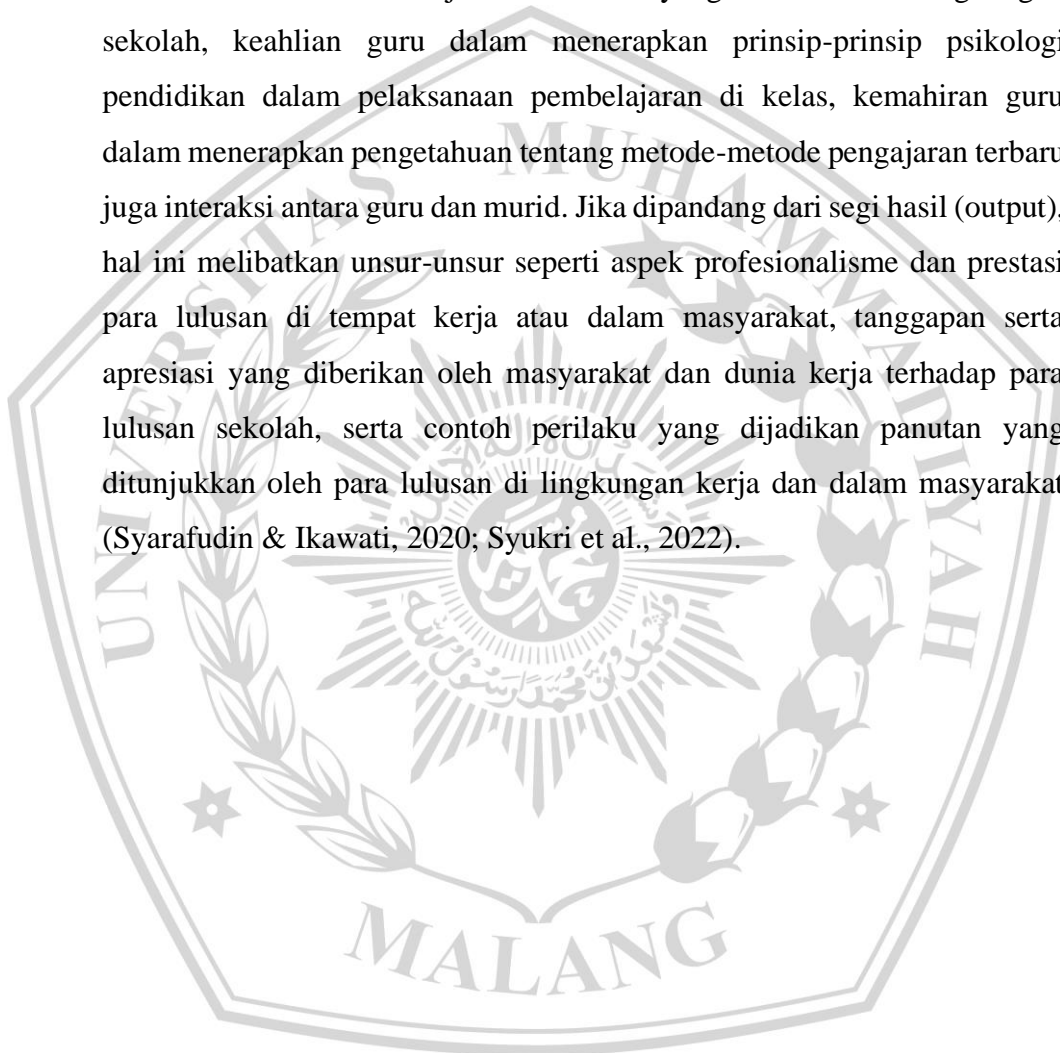 sekolah, keahlian guru dalam menerapkan prinsip-prinsip psikologi
pendidikan dalam pelaksanaan pembelajaran di kelas, kemahiran guru
dalam menerapkan pengetahuan tentang metode-metode pengajaran terbaru
juga interaksi antara guru dan murid. Jika dipandang dari segi hasil (output),
hal ini melibatkan unsur-unsur seperti aspek profesionalisme dan prestasi
para lulusan di tempat kerja atau dalam masyarakat, tanggapan serta
apresiasi yang diberikan oleh masyarakat dan dunia kerja terhadap para
lulusan sekolah, serta contoh perilaku yang dijadikan panutan yang
ditunjukkan oleh para lulusan di lingkungan kerja dan dalam masyarakat
(Syarafudin & Ikawati, 2020; Syukri et al., 2022).
UNIVERSITAS MUHAMMADIYAH
MALANG